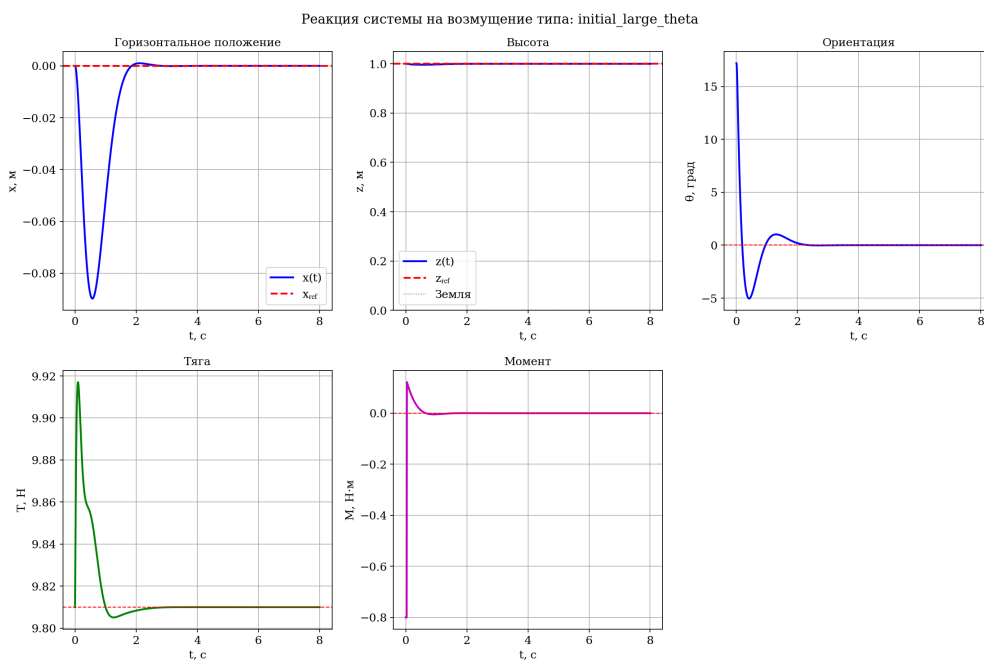 Реакция системы на возмущение типа: initial_large_theta
Горизонтальное положение
0.00
−0.02
−0.04
−0.06
−0.08
x, м
x(t)
x_ref
0
2
4
6
8
t, с
Высота
1.0
0.8
0.6
0.4
0.2
0.0
z, м
z(t)
z_ref
Земля
0
2
4
6
8
t, с
Ориентация
15
10
5
0
−5
θ, град
0
2
4
6
8
t, с
Тяга
9.92
9.90
9.88
9.86
9.84
9.82
9.80
T, Н
0
2
4
6
8
t, с
Момент
0.0
−0.2
−0.4
−0.6
−0.8
M, Н·м
0
2
4
6
8
t, с